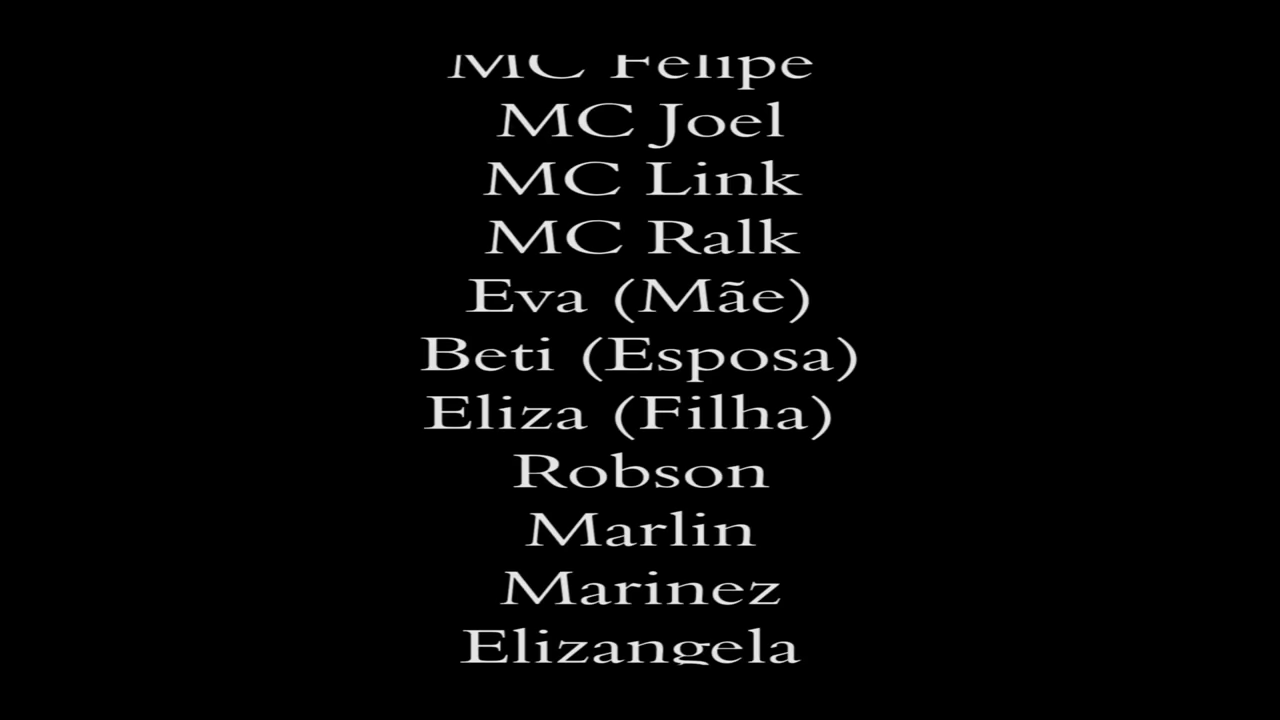 MC Felipe
MC Joel
MC Link
MC Ralk
Eva (Mãe)
Beti (Esposa)
Eliza (Filha)
Robson
Marlin
Marinez
Elizangela